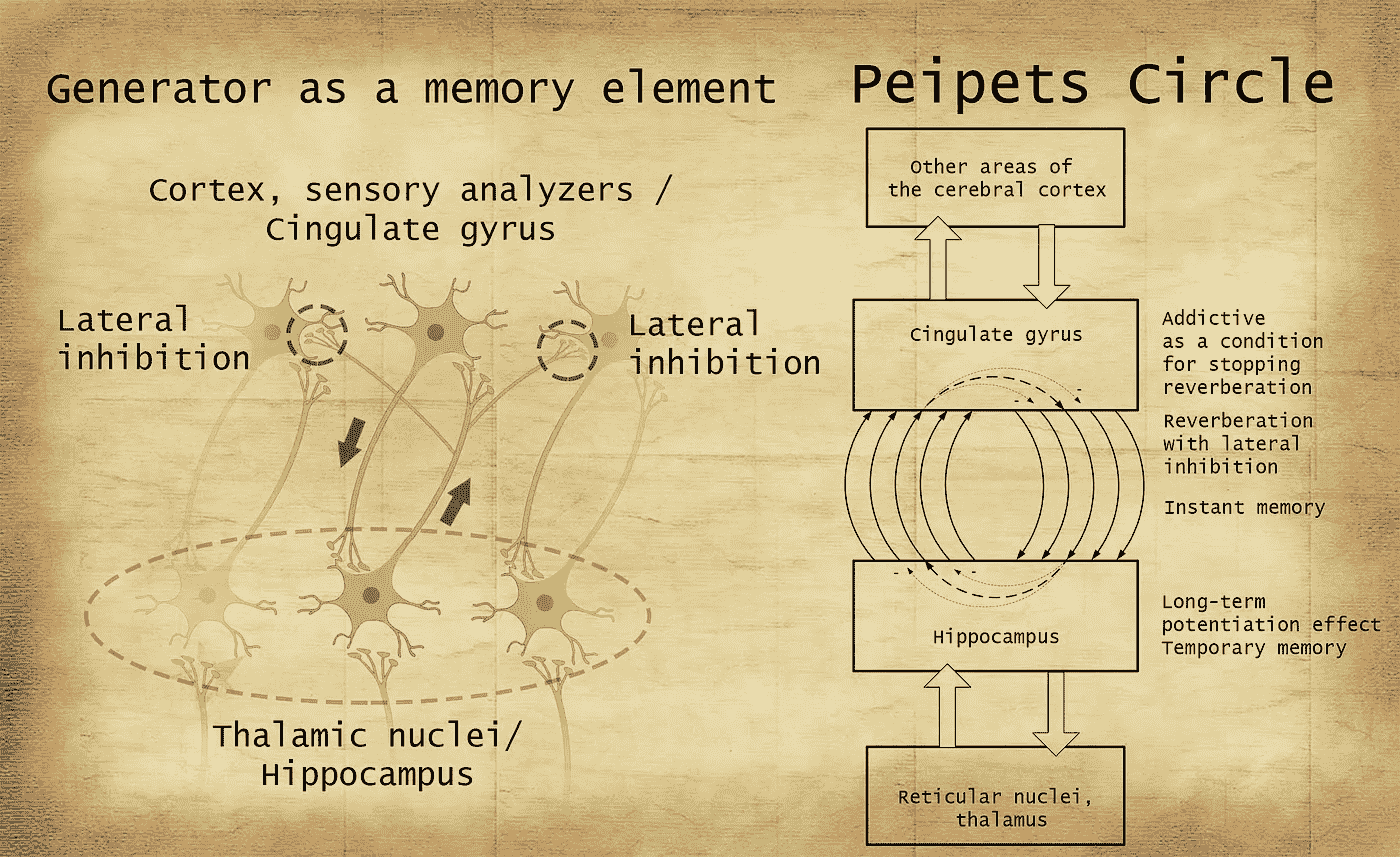 Generator as a memory element
Cortex, sensory analyzers /
Cingulate gyrus
Lateral
inhibition
Lateral
inhibition
Thalamic nuclei/
Hippocampus
Peipets Circle
Other areas of
the cerebral cortex
Cingulate gyrus
Addictive
as a condition
for stopping
reverberation
Reverberation
with lateral
inhibition
Instant memory
Hippocampus
Long-term
potentiation effect
Temporary memory
Reticular nuclei,
thalamus